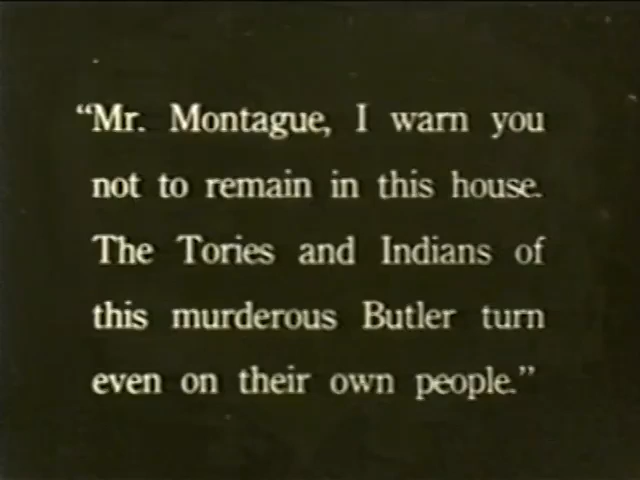 “Mr. Montague, I warn you
not to remain in this house.
The Tories and Indians of
this murderous Butler turn
even on their own people.”